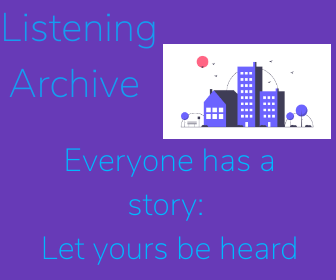 Listening
Archive
Everyone has a
story:
Let yours be heard